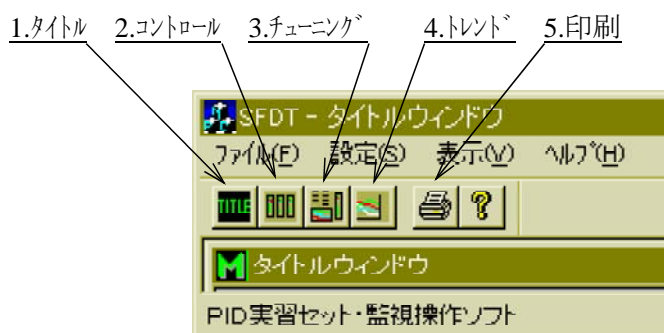 1.ﾀｲﾄﾙ 2.ｺﾝﾄﾛｰﾙ 3.ﾁｭｰﾆﾝｸﾞ 4.ﾄﾚﾝﾄﾞ 5.印刷
SFDT - タイトルウィンドウ
ﾌｧｲﾙ(F) 設定(S) 表示(V) ﾍﾙﾌﾟ(H)
TITLE ?
M タイトルウィンドウ
PID実習セット・監視操作ソフト